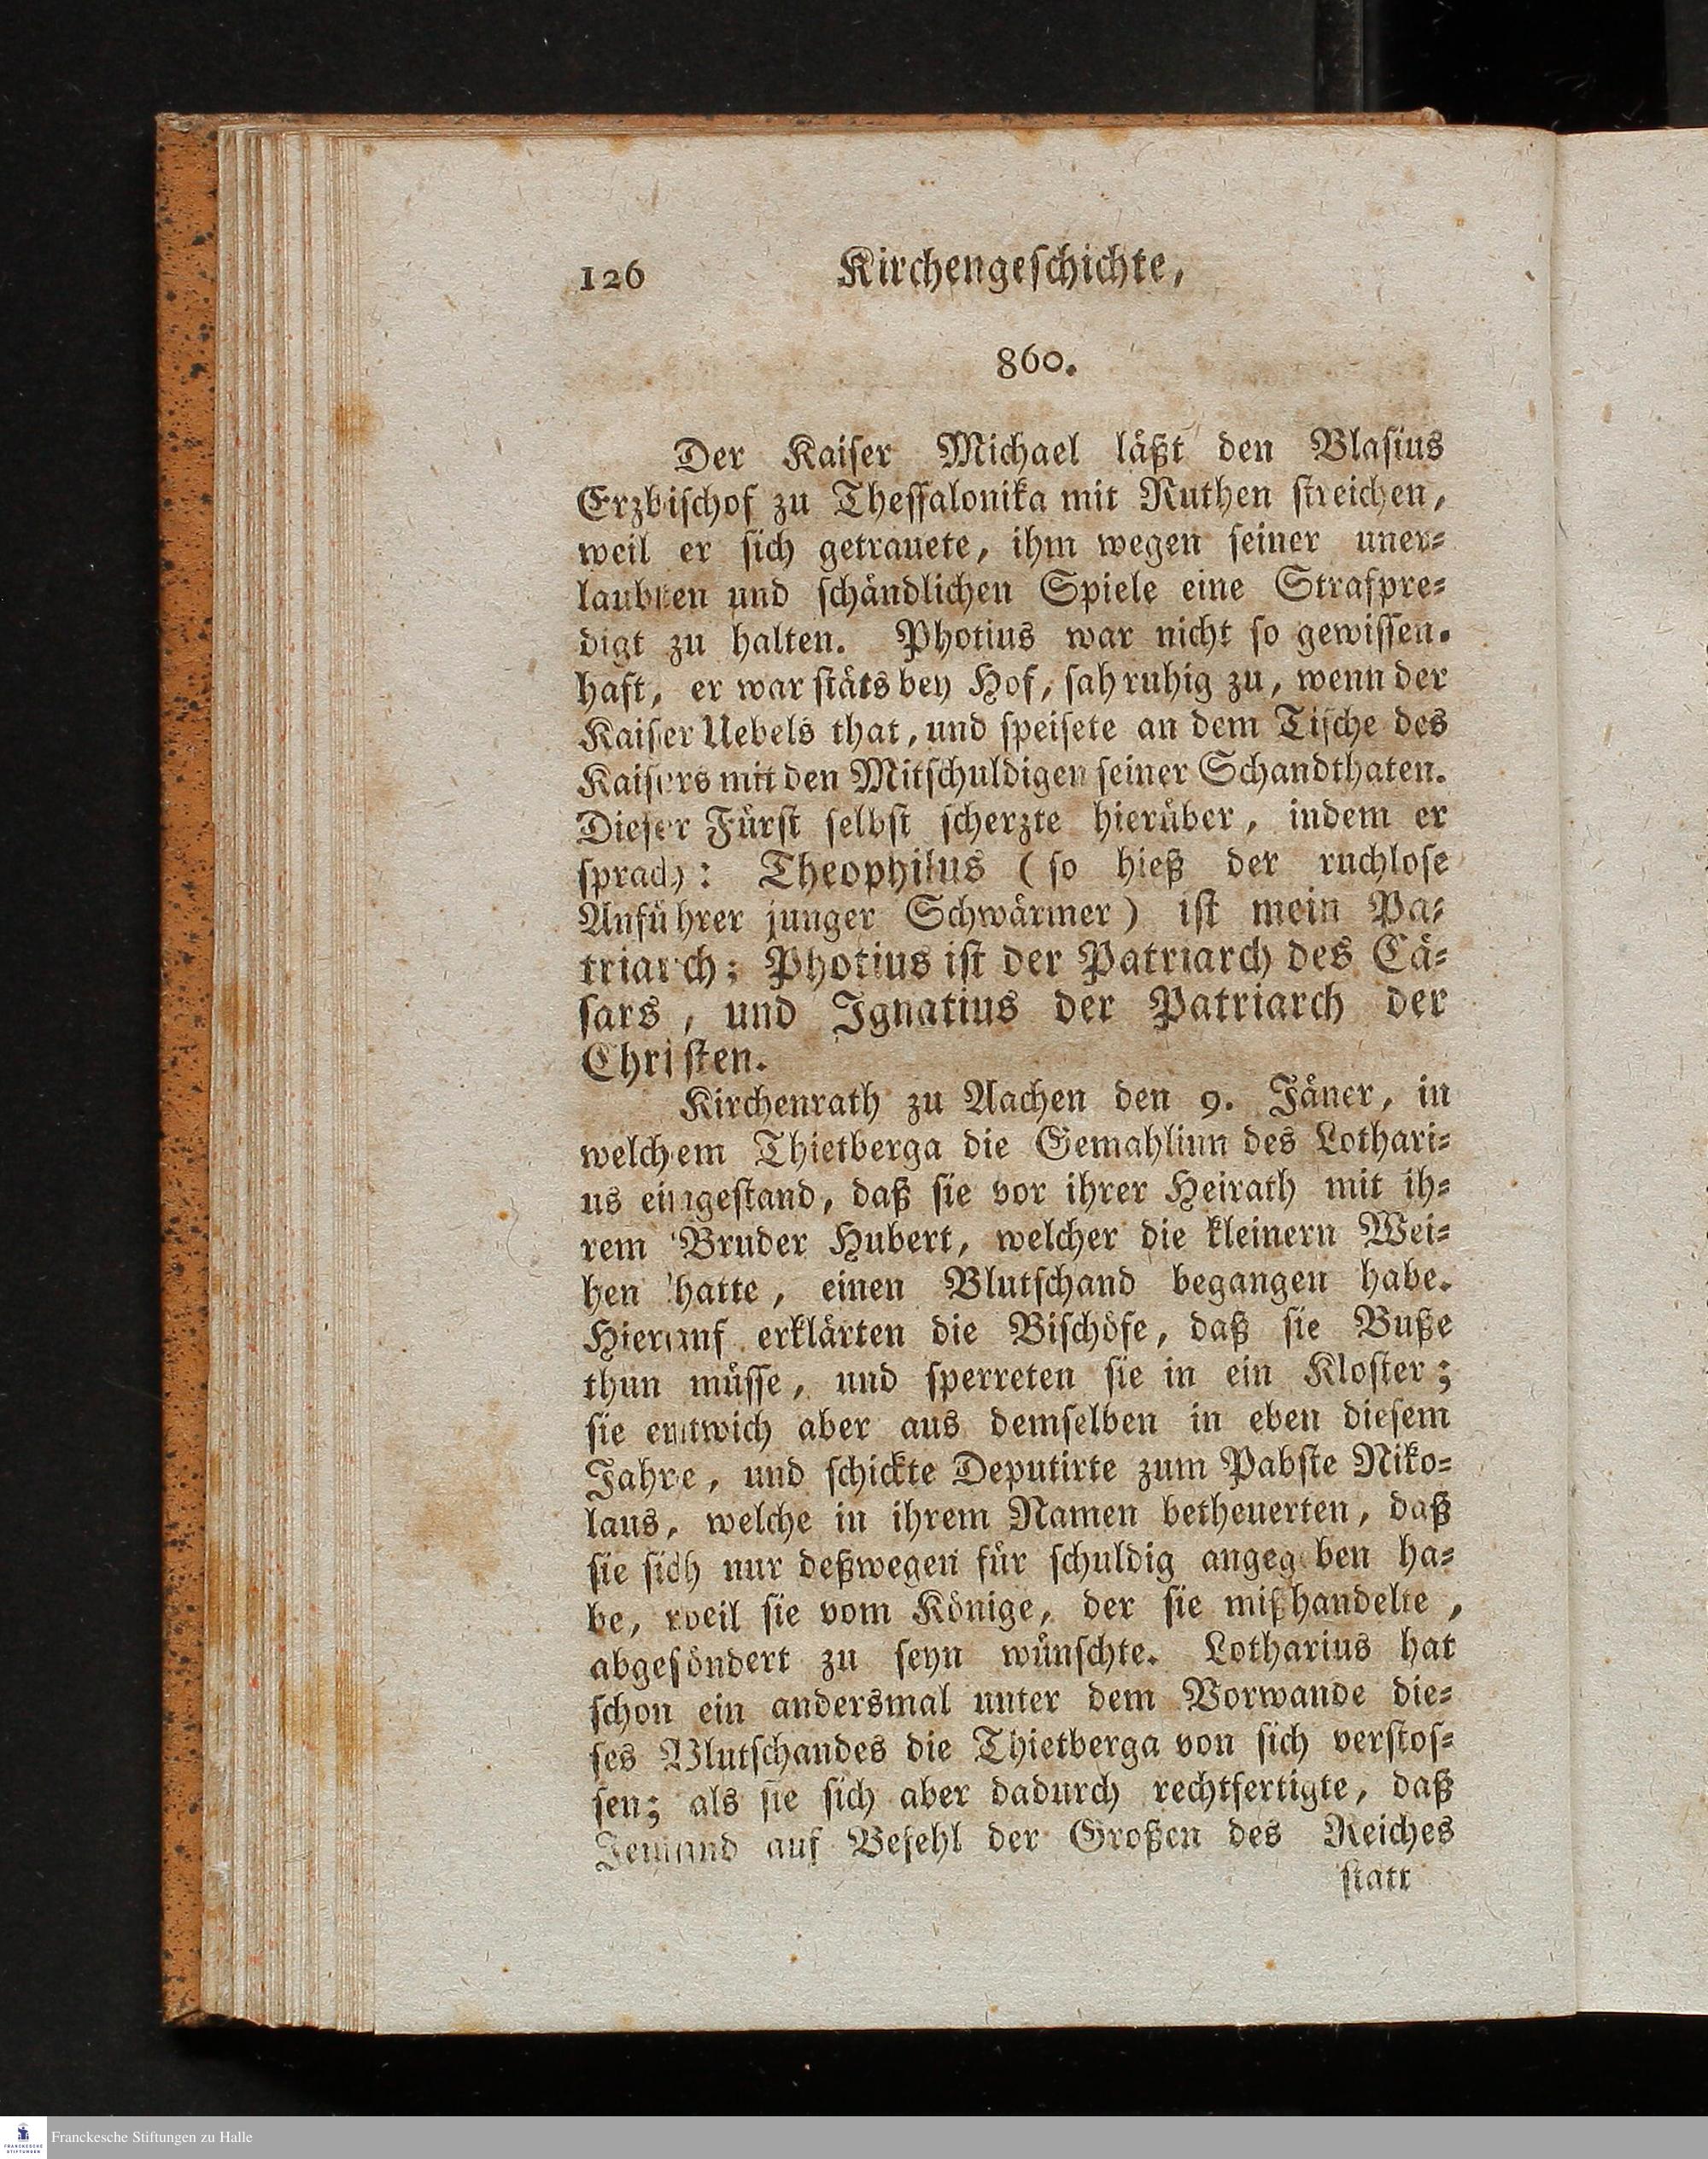 126 Kirchengeschichte,
860.
Der Kaiser Michael läßt den Blasius
Erzbischof zu Thessalonika mit Ruthen streichen,
weil er sich getrauete, ihm wegen seiner uner=
laubten und schändlichen Spiele eine Strafpre=
digt zu halten. Photius war nicht so gewissen.
haft, er war stäts bey Hof, sah ruhig zu, wenn der
Kaiser Uebels that, und speisete an dem Tische des
Kaisers mit den Mitschuldigen seiner Schandthaten.
Dieser Fürst selbst scherzte hierüber, indem er
sprach: Theophilus (so hieß der ruchlose
Anführer junger Schwärmer) ist mein Pa=
triarch; Photius ist der Patriarch des Cä=
sars, und Ignatius der Patriarch der
Christen.
Kirchenrath zu Aachen den 9. Jäner, in
welchem Thietberga die Gemahlinn des Lothari=
us eingestand, daß sie vor ihrer Heirath mit ih=
rem Bruder Hubert, welcher die kleinern Wei=
hen hatte, einen Blutschand begangen habe.
Hierauf erklärten die Bischöfe, daß sie Buße
thun müsse, und sperreten sie in ein Kloster;
sie entwich aber aus demselben in eben diesem
Jahre, und schickte Deputirte zum Pabste Niko=
laus, welche in ihrem Namen betheuerten, daß
sie sich nur deßwegen für schuldig angegeben ha=
be, weil sie vom Könige, der sie mißhandelte,
abgesöndert zu seyn wünschte. Lotharius hat
schon ein andersmal unter dem Vorwande die=
ses Blutschandes die Thietberga von sich verstos=
sen; als sie sich aber dadurch rechtfertigte, daß
Jemand auf Befehl der Großen des Reiches
statt
Franckesche Stiftungen zu Halle
FRANCKESCHE
STIFTUNGEN